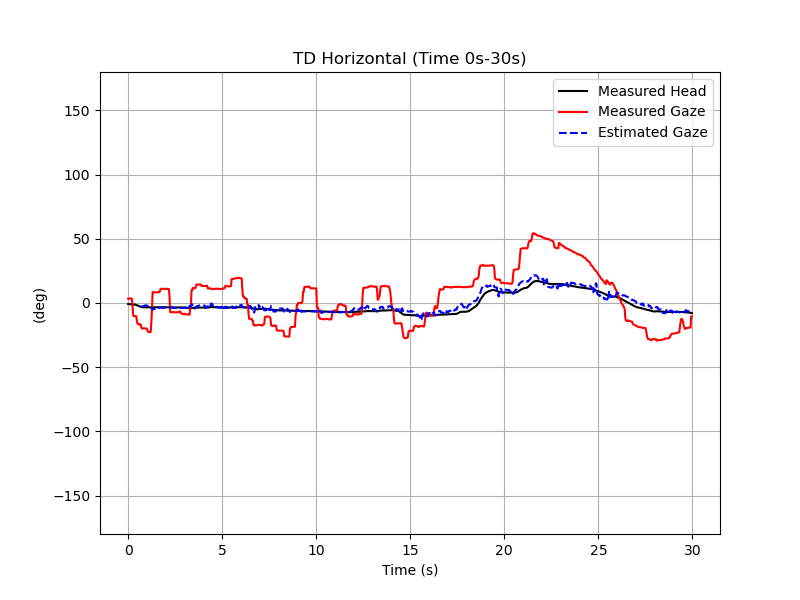 TD Horizontal (Time 0s-30s)
Measured Head
Measured Gaze
Estimated Gaze
150
100
50
0
−50
−100
−150
(deg)
0 5 10 15 20 25 30
Time (s)